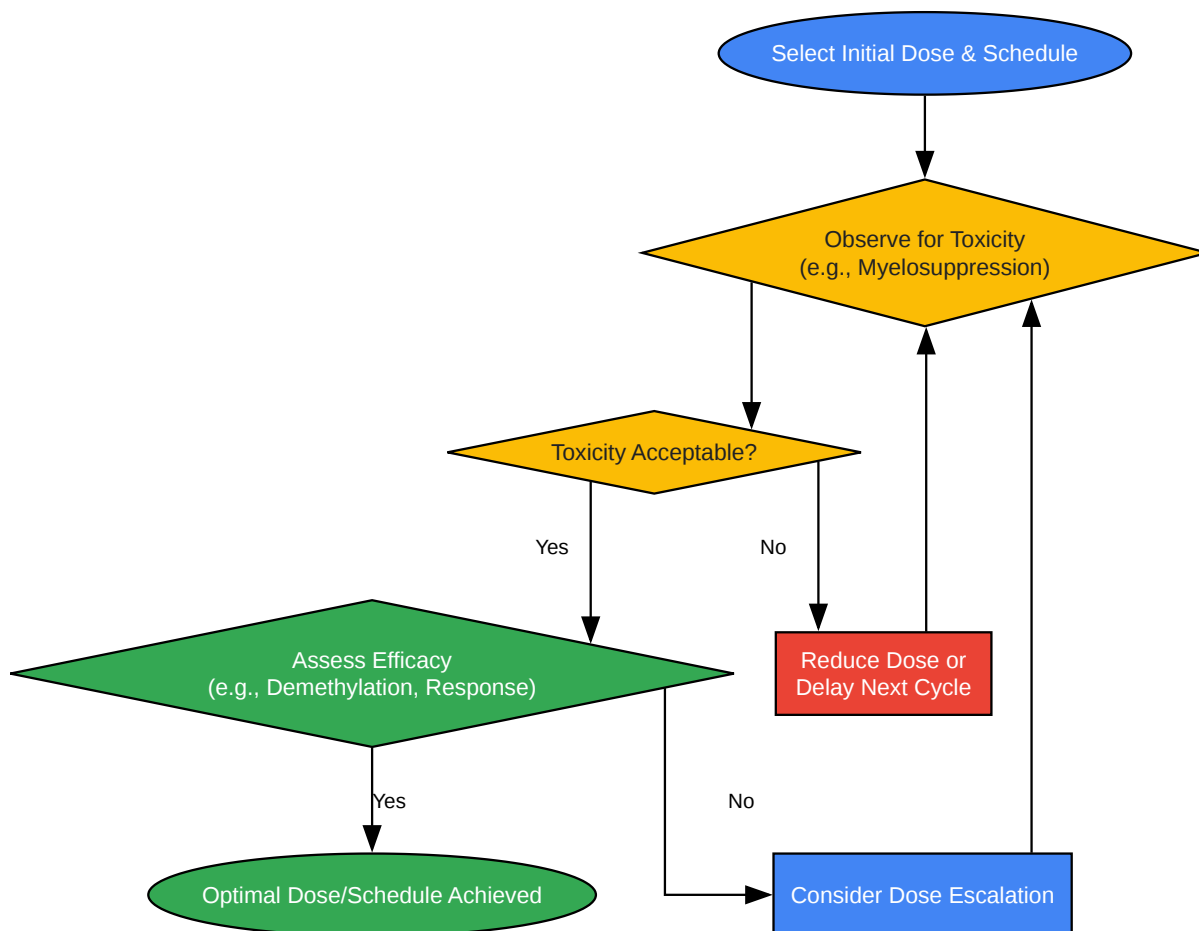 Select Initial Dose & Schedule
Observe for Toxicity
(e.g., Myelosuppression)
Toxicity Acceptable?
Yes
No
Assess Efficacy
(e.g., Demethylation, Response)
Reduce Dose or
Delay Next Cycle
Yes
No
Optimal Dose/Schedule Achieved
Consider Dose Escalation